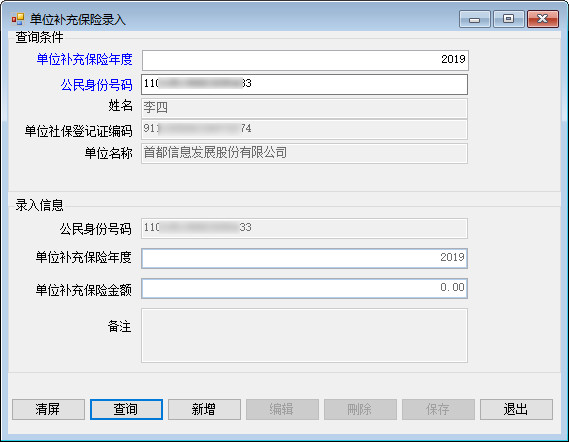 单位补充保险录入
查询条件
单位补充保险年度 2019
公民身份号码 110 33
姓名 李四
单位社保登记证编码 911 74
单位名称 首都信息发展股份有限公司
录入信息
公民身份号码 110 33
单位补充保险年度 2019
单位补充保险金额 0.00
备注
清屏 查询 新增 编辑 刪除 保存 退出